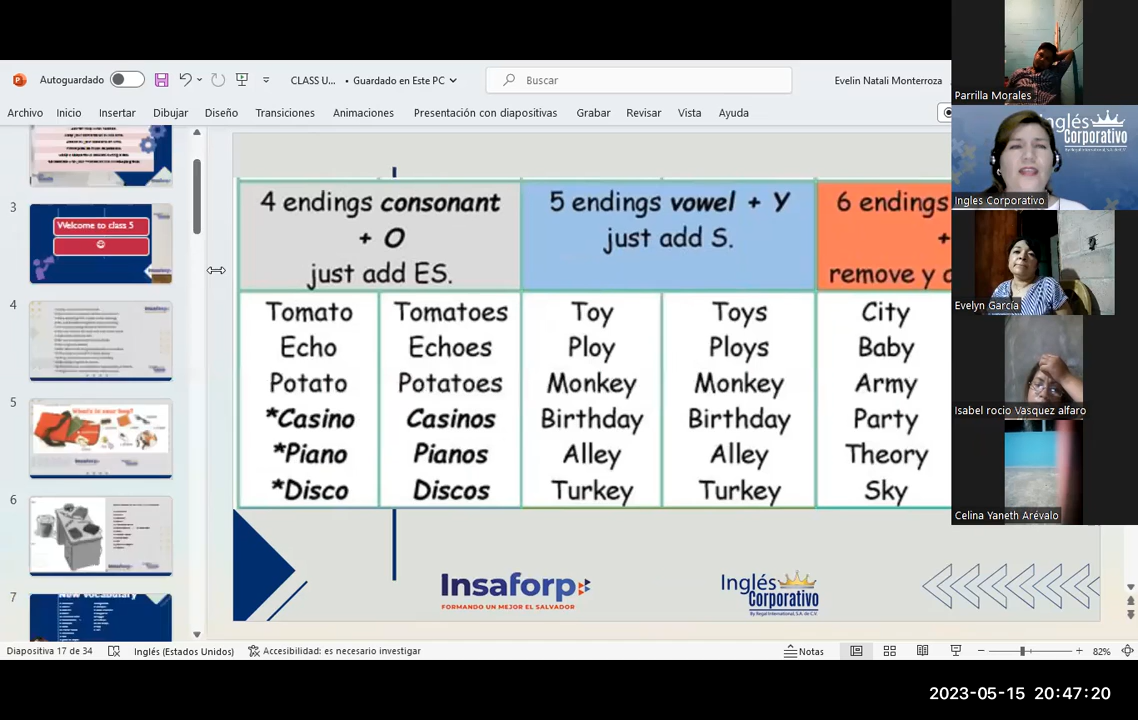 Autoguardado
CLASS U... • Guardado en Este PC
Buscar
Evelin Natali Monterroza
Archivo Inicio Insertar Dibujar Diseño Transiciones Animaciones Presentación con diapositivas Grabar Revisar Vista Ayuda
3
Welcome to class 5
4
5
What's in your bag?
6
7
New Vocabulary
4 endings consonant
+ O
just add ES.
5 endings vowel + Y
just add S.
6 endings
+
remove y
Tomato Tomatoes Toy Toys City
Echo Echoes Ploy Ploys Baby
Potato Potatoes Monkey Monkey Army
*Casino Casinos Birthday Birthday Party
*Piano Pianos Alley Alley Theory
*Disco Discos Turkey Turkey Sky
Insaforp
FORMANDO UN MEJOR EL SALVADOR
Inglés
Corporativo
By Regal International, S.A. de C.V.
Diapositiva 17 de 34
Inglés (Estados Unidos)
Accesibilidad: es necesario investigar
Notas
82%
Parrilla Morales
Inglés
Corporativo
Ingles Corporativo
Evelyn García
Isabel rocio Vasquez alfaro
Celina Yaneth Arévalo
2023-05-15 20:47:20